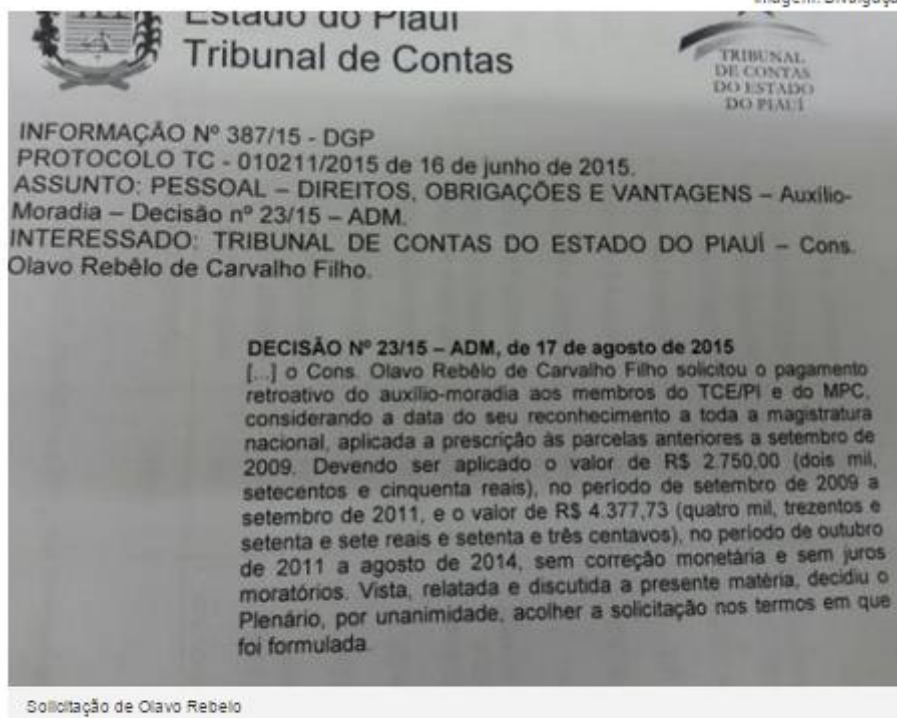 Imagem: Divulgaçã
Estado do Piauí
Tribunal de Contas
TRIBUNAL
DE CONTAS
DO ESTADO
DO PIAUÍ
INFORMAÇÃO Nº 387/15 - DGP
PROTOCOLO TC - 010211/2015 de 16 de junho de 2015.
ASSUNTO: PESSOAL – DIREITOS, OBRIGAÇÕES E VANTAGENS – Auxílio-
Moradia – Decisão nº 23/15 – ADM.
INTERESSADO: TRIBUNAL DE CONTAS DO ESTADO DO PIAUÍ – Cons.
Olavo Rebêlo de Carvalho Filho.
DECISÃO Nº 23/15 – ADM, de 17 de agosto de 2015
[...] o Cons. Olavo Rebêlo de Carvalho Filho solicitou o pagamento
retroativo do auxílio-moradia aos membros do TCE/PI e do MPC,
considerando a data do seu reconhecimento a toda a magistratura
nacional, aplicada a prescrição às parcelas anteriores a setembro de
2009. Devendo ser aplicado o valor de R$ 2.750,00 (dois mil,
setecentos e cinquenta reais), no período de setembro de 2009 a
setembro de 2011, e o valor de R$ 4.377,73 (quatro mil, trezentos e
setenta e sete reais e setenta e três centavos), no período de outubro
de 2011 a agosto de 2014, sem correção monetária e sem juros
moratórios. Vista, relatada e discutida a presente matéria, decidiu o
Plenário, por unanimidade, acolher a solicitação nos termos em que
foi formulada.
Solicitação de Olavo Rebelo